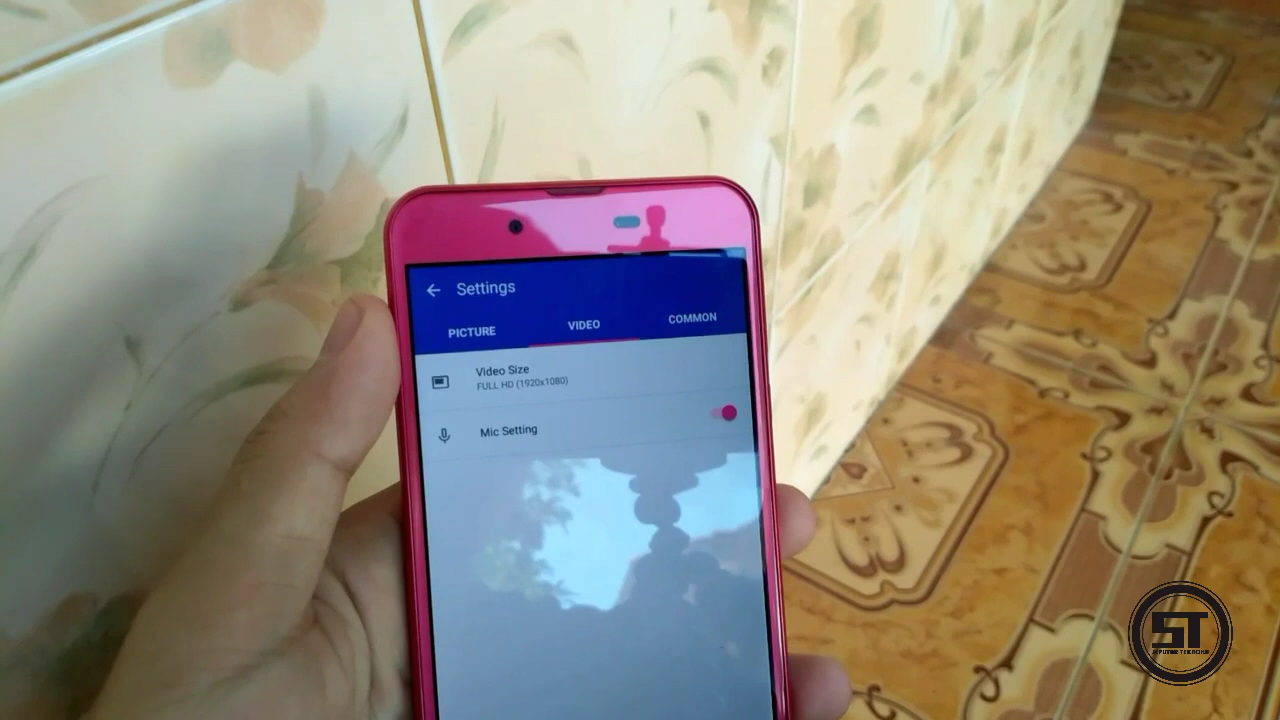 Settings
PICTURE
VIDEO
COMMON
Video Size
FULL HD (1920x1080)
Mic Setting
ST